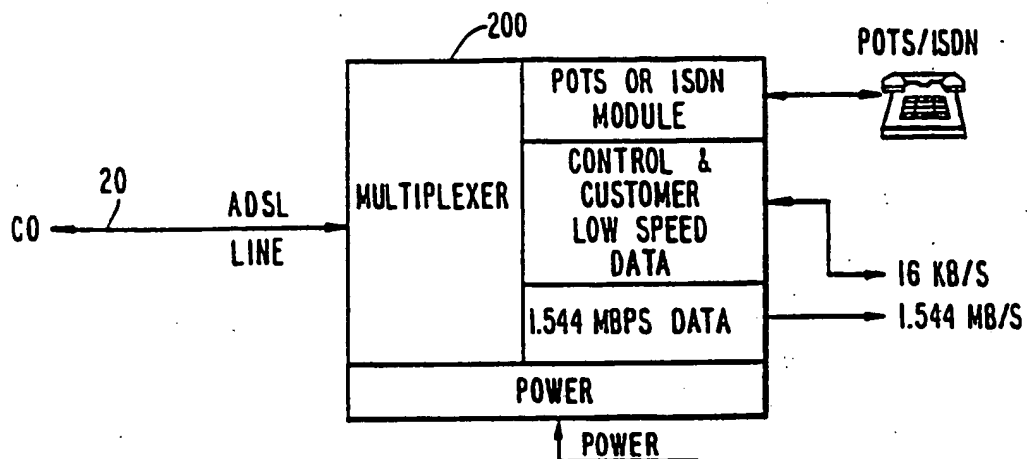 200
POTS/ISDN
POTS OR ISDN
MODULE
MULTIPLEXER
CONTROL &
CUSTOMER
LOW SPEED
DATA
20
ADSL
CO
LINE
16 KB/S
1.544 MBPS DATA
1.544 MB/S
POWER
POWER